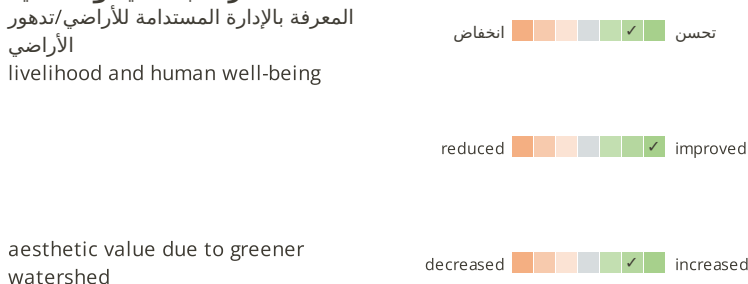 المعرفة بالإدارة المستدامة للأراضي/تدهور
الأراضي
انخفاض ✓ تحسن
livelihood and human well-being
reduced ✓ improved
aesthetic value due to greener
watershed
decreased ✓ increased